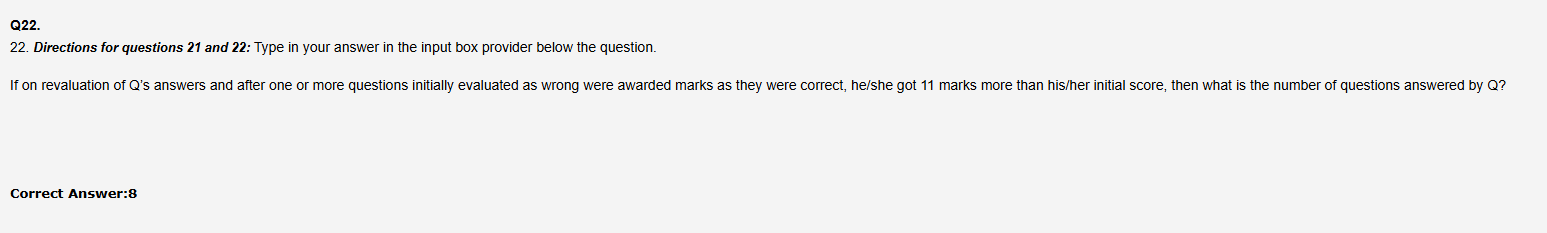 Q22.
22. Directions for questions 21 and 22: Type in your answer in the input box provider below the question.
If on revaluation of Q's answers and after one or more questions initially evaluated as wrong were awarded marks as they were correct, he/she got 11 marks more than his/her initial score, then what is the number of questions answered by Q?
Correct Answer:8